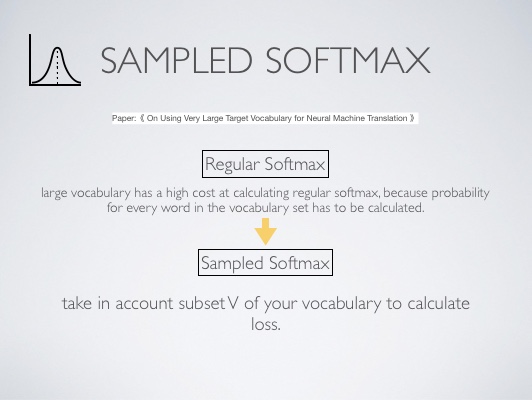 SAMPLED SOFTMAX
Paper: 《 On Using Very Large Target Vocabulary for Neural Machine Translation 》
Regular Softmax
large vocabulary has a high cost at calculating regular softmax, because probability
for every word in the vocabulary set has to be calculated.
Sampled Softmax
take in account subset V of your vocabulary to calculate
loss.